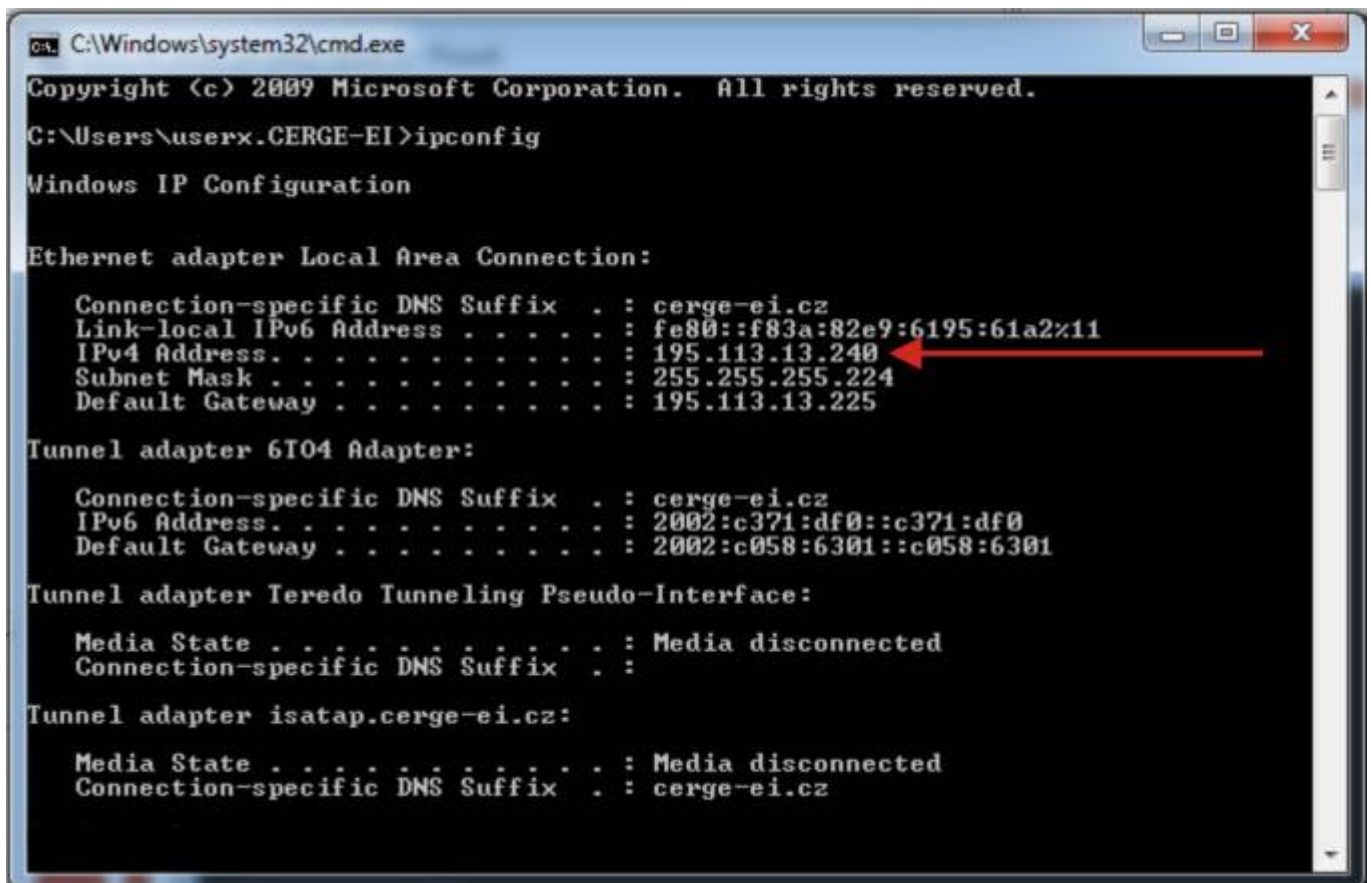 C:\Windows\system32\cmd.exe
Copyright (c) 2009 Microsoft Corporation.  All rights reserved.
C:\Users\userx.CERGE-EI>ipconfig
Windows IP Configuration
Ethernet adapter Local Area Connection:
   Connection-specific DNS Suffix  . : cerge-ei.cz
   Link-local IPv6 Address . . . . . : fe80::f83a:82e9:6195:61a2%11
   IPv4 Address. . . . . . . . . . . : 195.113.13.240
   Subnet Mask . . . . . . . . . . . : 255.255.255.224
   Default Gateway . . . . . . . . . : 195.113.13.225
Tunnel adapter 6TO4 Adapter:
   Connection-specific DNS Suffix  . : cerge-ei.cz
   IPv6 Address. . . . . . . . . . . : 2002:c371:df0::c371:df0
   Default Gateway . . . . . . . . . : 2002:c058:6301::c058:6301
Tunnel adapter Teredo Tunneling Pseudo-Interface:
   Media State . . . . . . . . . . . : Media disconnected
   Connection-specific DNS Suffix  . :
Tunnel adapter isatap.cerge-ei.cz:
   Media State . . . . . . . . . . . : Media disconnected
   Connection-specific DNS Suffix  . : cerge-ei.cz